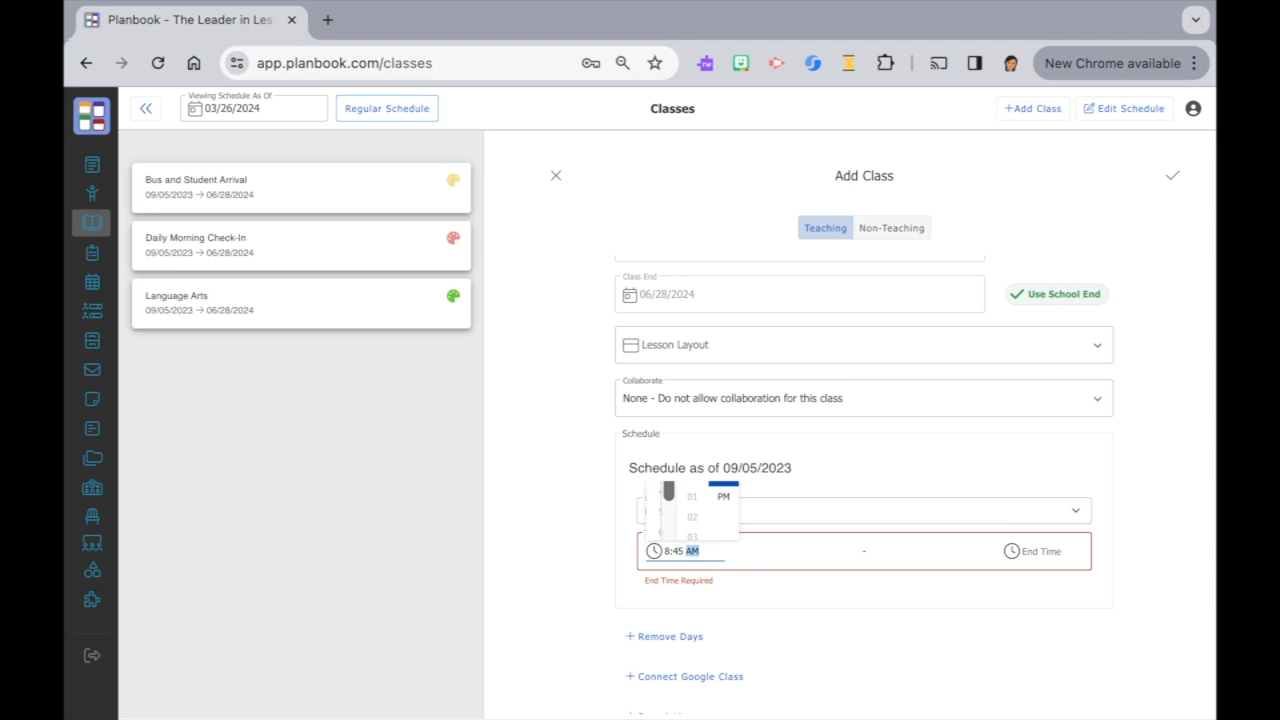 Planbook - The Leader in Les
app.planbook.com/classes
New Chrome available
Viewing Schedule As Of
03/26/2024
Regular Schedule
Classes
+Add Class
Edit Schedule
Bus and Student Arrival
09/05/2023 → 06/28/2024
Daily Morning Check-In
09/05/2023 → 06/28/2024
Language Arts
09/05/2023 → 06/28/2024
Add Class
Teaching
Non-Teaching
Class End
06/28/2024
Use School End
Lesson Layout
Collaborate
None - Do not allow collaboration for this class
Schedule
Schedule as of 09/05/2023
01 PM
02
03
8:45 AM
-
End Time
End Time Required
+ Remove Days
+ Connect Google Class